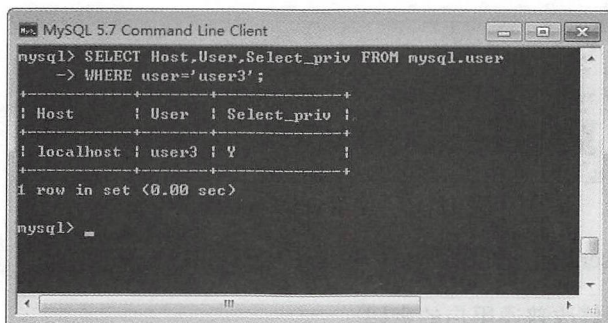 MySQL 5.7 Command Line Client
mysql> SELECT Host,User,Select_priv FROM mysql.user
    -> WHERE user='user3';
+-----------+-------+-------------+
| Host      | User  | Select_priv |
+-----------+-------+-------------+
| localhost | user3 | Y           |
+-----------+-------+-------------+
1 row in set (0.00 sec)
mysql>